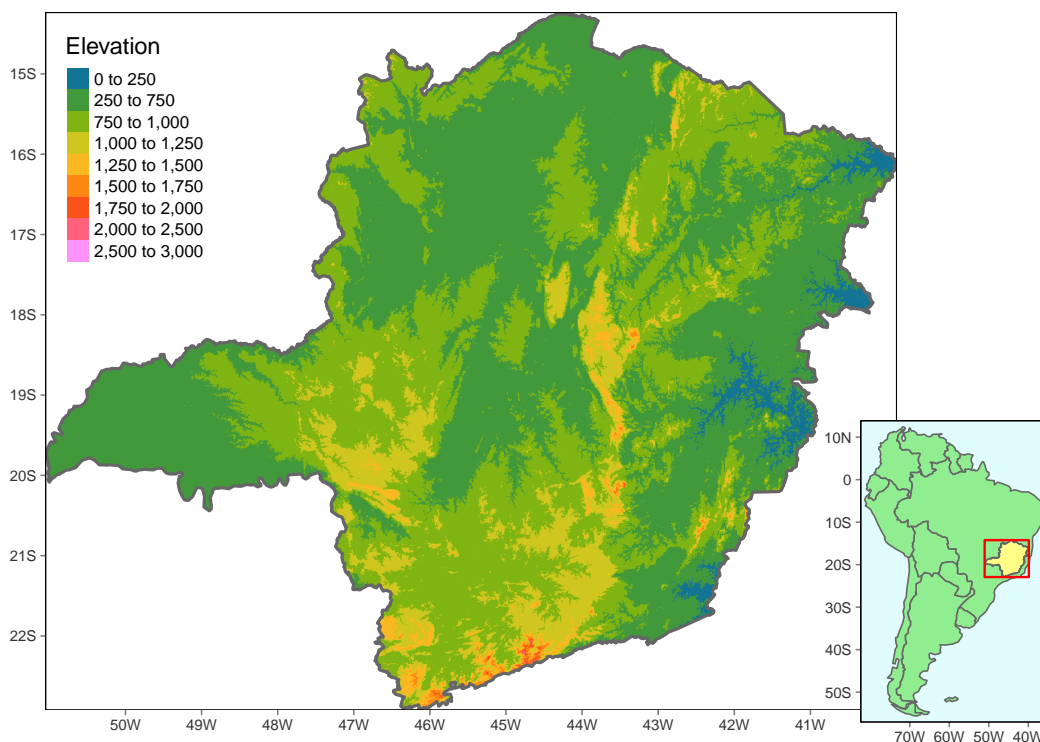 Elevation
0 to 250
250 to 750
750 to 1,000
1,000 to 1,250
1,250 to 1,500
1,500 to 1,750
1,750 to 2,000
2,000 to 2,500
2,500 to 3,000
15S
16S
17S
18S
19S
20S
21S
22S
50W 49W 48W 47W 46W 45W 44W 43W 42W 41W
10N
0
10S
20S
30S
40S
50S
70W 60W 50W 40W